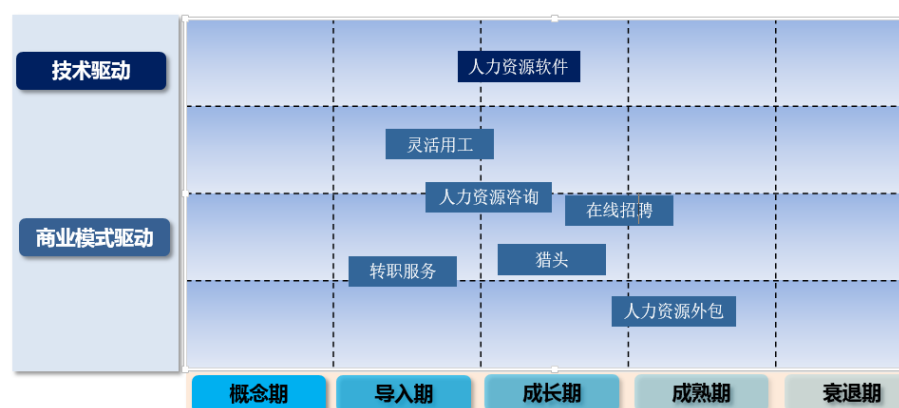 技术驱动
人力资源软件
灵活用工
人力资源咨询
在线招聘
商业模式驱动
猎头
转职服务
人力资源外包
概念期
导入期
成长期
成熟期
衰退期